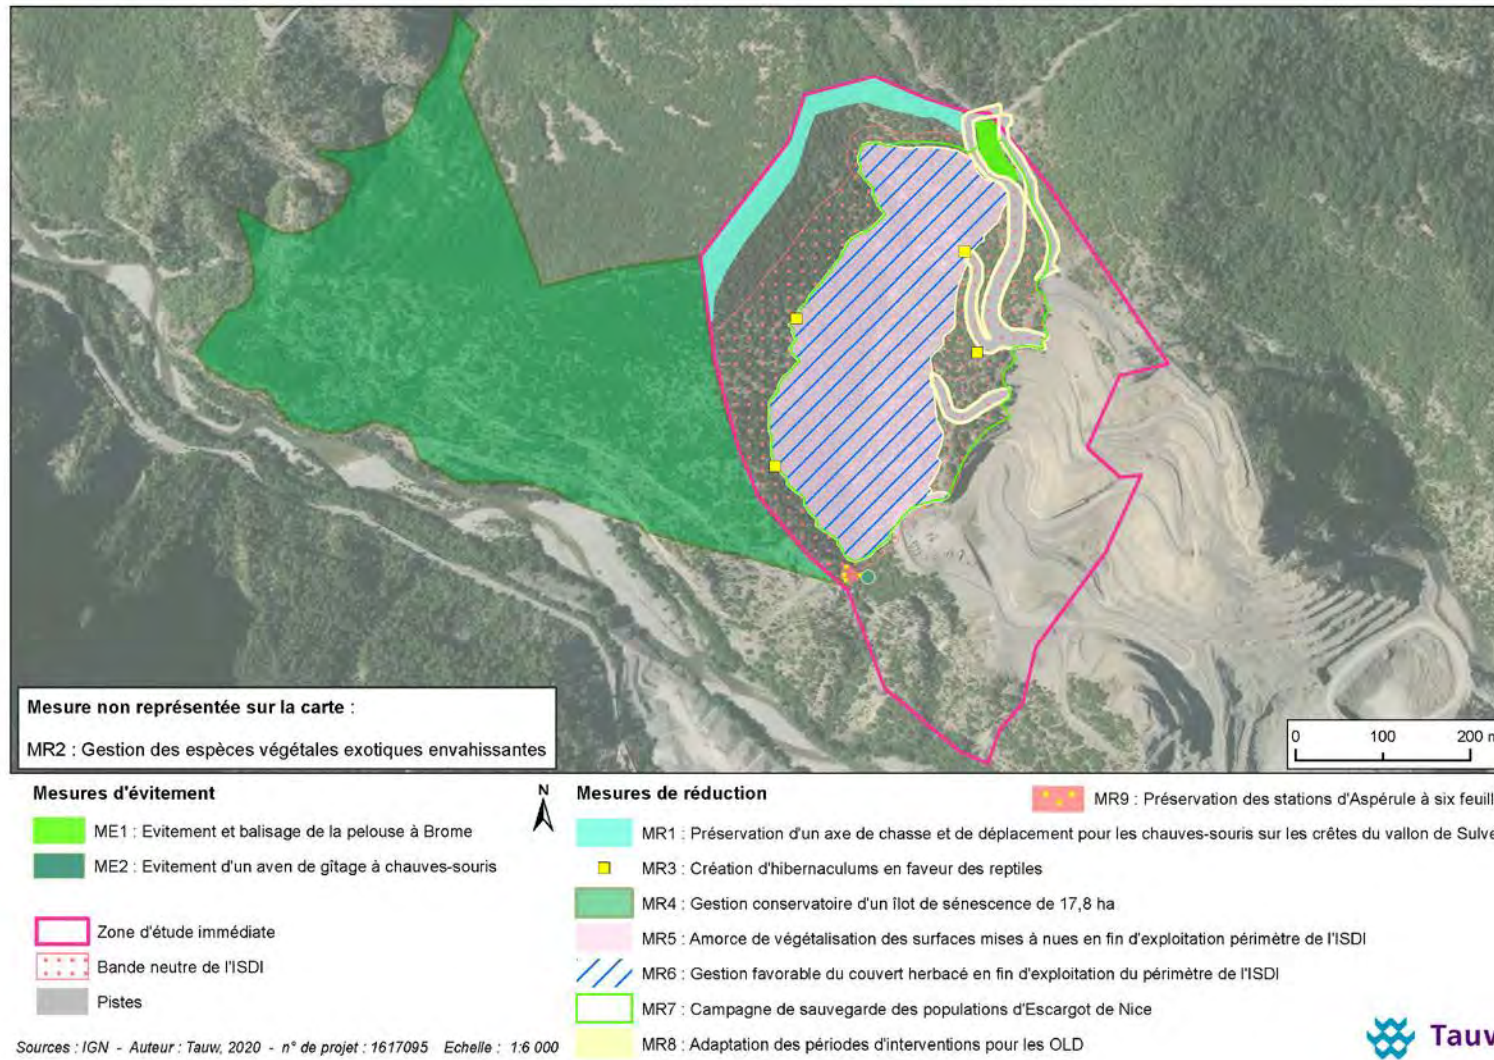 Mesure non représentée sur la carte :
MR2 : Gestion des espèces végétales exotiques envahissantes
0 100 200 m
Mesures d'évitement
ME1 : Evitement et balisage de la pelouse à Brome
ME2 : Evitement d'un aven de gîtage à chauves-souris
Zone d'étude immédiate
Bande neutre de l'ISDI
Pistes
N
Mesures de réduction
MR9 : Préservation des stations d'Aspérule à six feuill
MR1 : Préservation d'un axe de chasse et de déplacement pour les chauves-souris sur les crêtes du vallon de Sulve
MR3 : Création d'hibernaculums en faveur des reptiles
MR4 : Gestion conservatoire d'un îlot de sénescence de 17,8 ha
MR5 : Amorce de végétalisation des surfaces mises à nues en fin d'exploitation périmètre de l'ISDI
MR6 : Gestion favorable du couvert herbacé en fin d'exploitation du périmètre de l'ISDI
MR7 : Campagne de sauvegarde des populations d'Escargot de Nice
MR8 : Adaptation des périodes d'interventions pour les OLD
Sources : IGN - Auteur : Tauw, 2020 - n° de projet : 1617095 Echelle : 1:6 000
Tauw